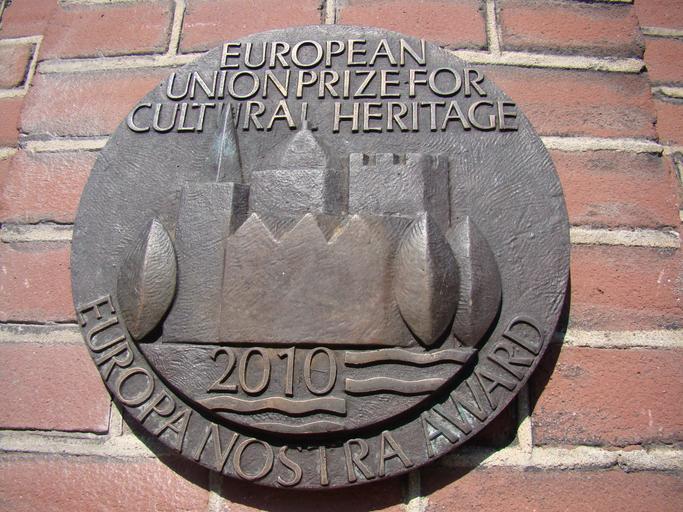 EUROPEAN
UNION PRIZE FOR
CULTURAL HERITAGE
2010
EUROPA NOSTRA AWARD